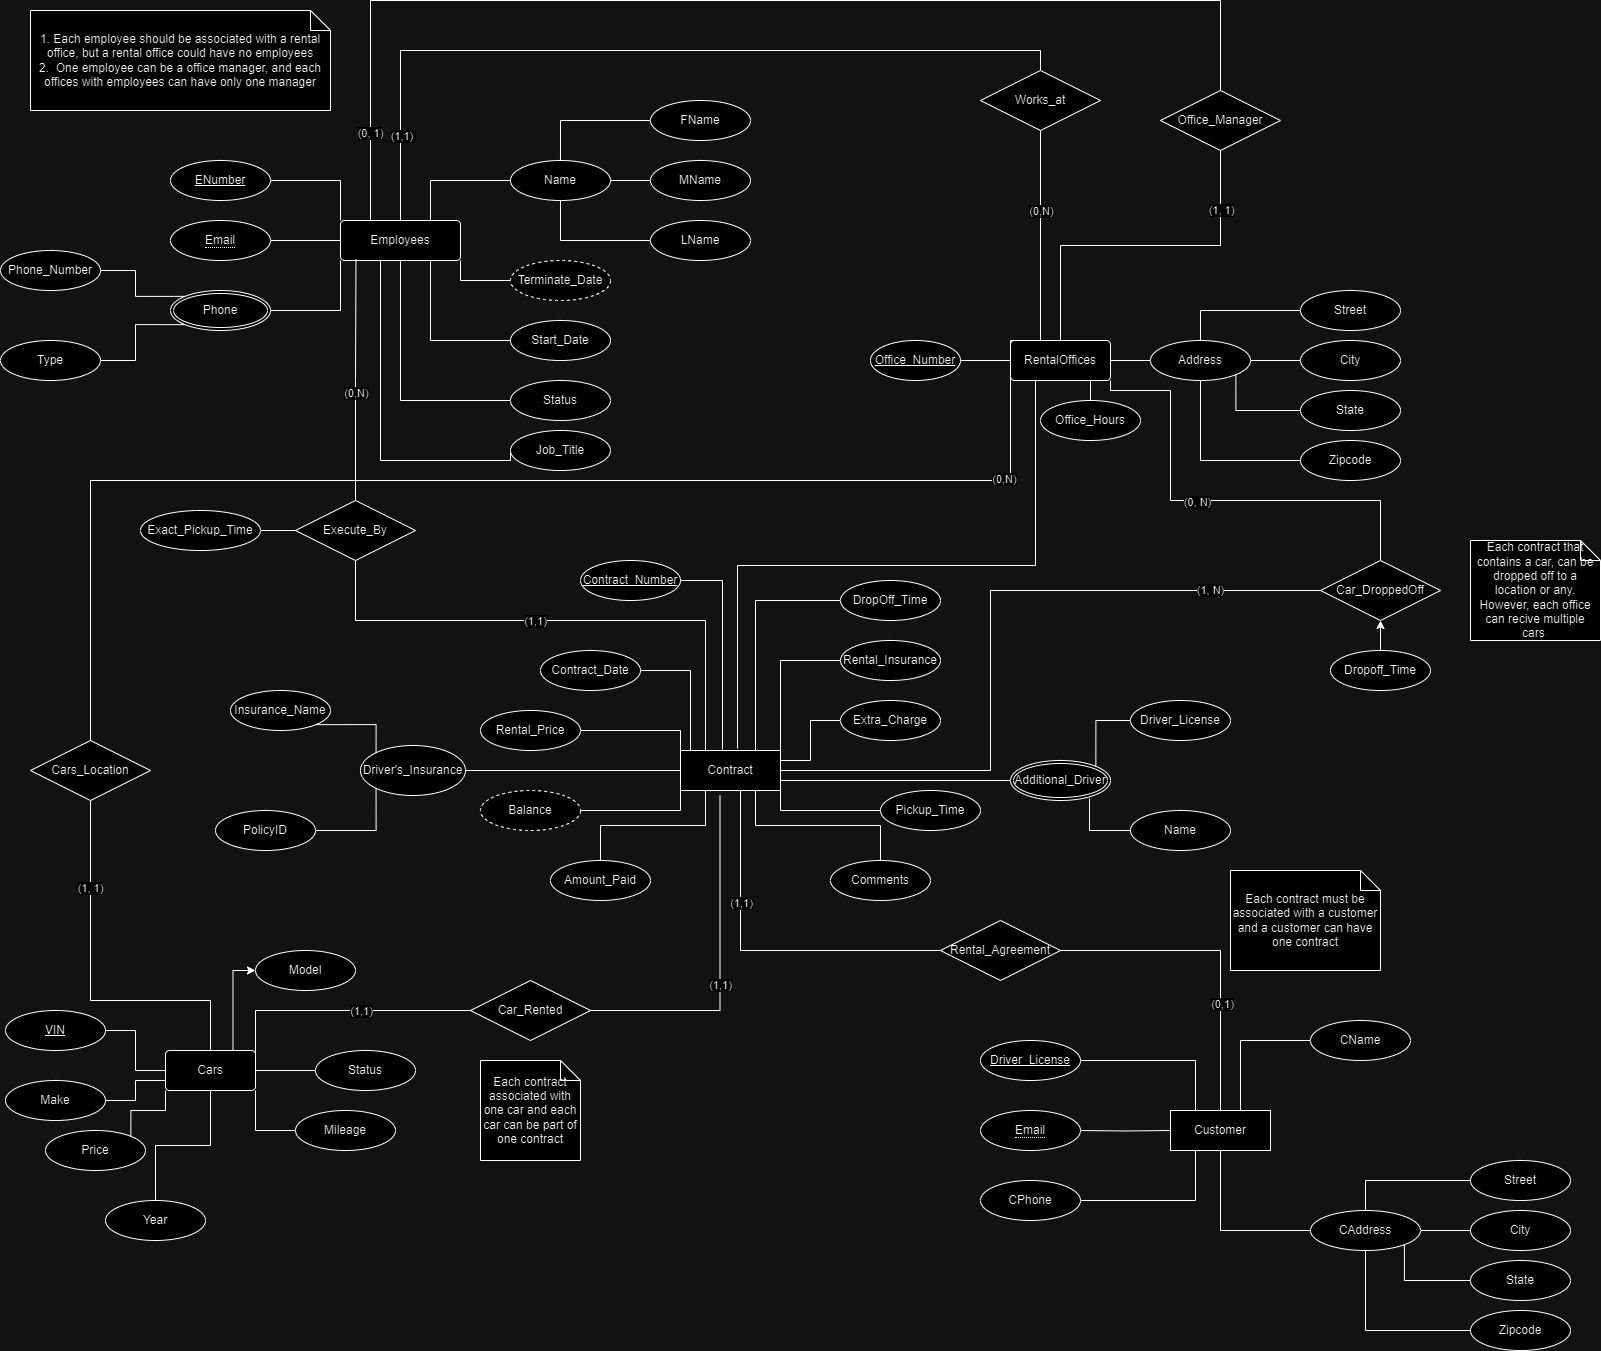 1. Each employee should be associated with a rental
office, but a rental office could have no employees
2.  One employee can be a office manager, and each
offices with employees can have only one manager
Works_at
Office_Manager
(0, 1)
(1,1)
FName
Name
MName
LName
ENumber
Email
Employees
Phone_Number
Phone
Type
Terminate_Date
Start_Date
Status
Job_Title
(0,N)
(0,N)
(1, 1)
Office_Number
RentalOffices
Office_Hours
Address
Street
City
State
Zipcode
(0,N)
(0, N)
Exact_Pickup_Time
Execute_By
(1,1)
Contract_Number
DropOff_Time
(1, N)
Car_DroppedOff
Dropoff_Time
Each contract that
contains a car, can be
dropped off to a
location or any.
However, each office
can recive multiple
cars
Contract_Date
Rental_Insurance
Insurance_Name
Rental_Price
Extra_Charge
Driver_License
Cars_Location
Driver's_Insurance
Contract
Additional_Driver
PolicyID
Balance
Pickup_Time
Name
Amount_Paid
Comments
(1, 1)
(1,1)
Each contract must be
associated with a customer
and a customer can have
one contract
Rental_Agreement
Model
(1,1)
(1,1)
Car_Rented
(0,1)
VIN
Cars
Status
Make
Price
Mileage
Year
Each contract
associated with
one car and each
car can be part of
one contract
CName
Driver_License
Email
Customer
CPhone
CAddress
Street
City
State
Zipcode